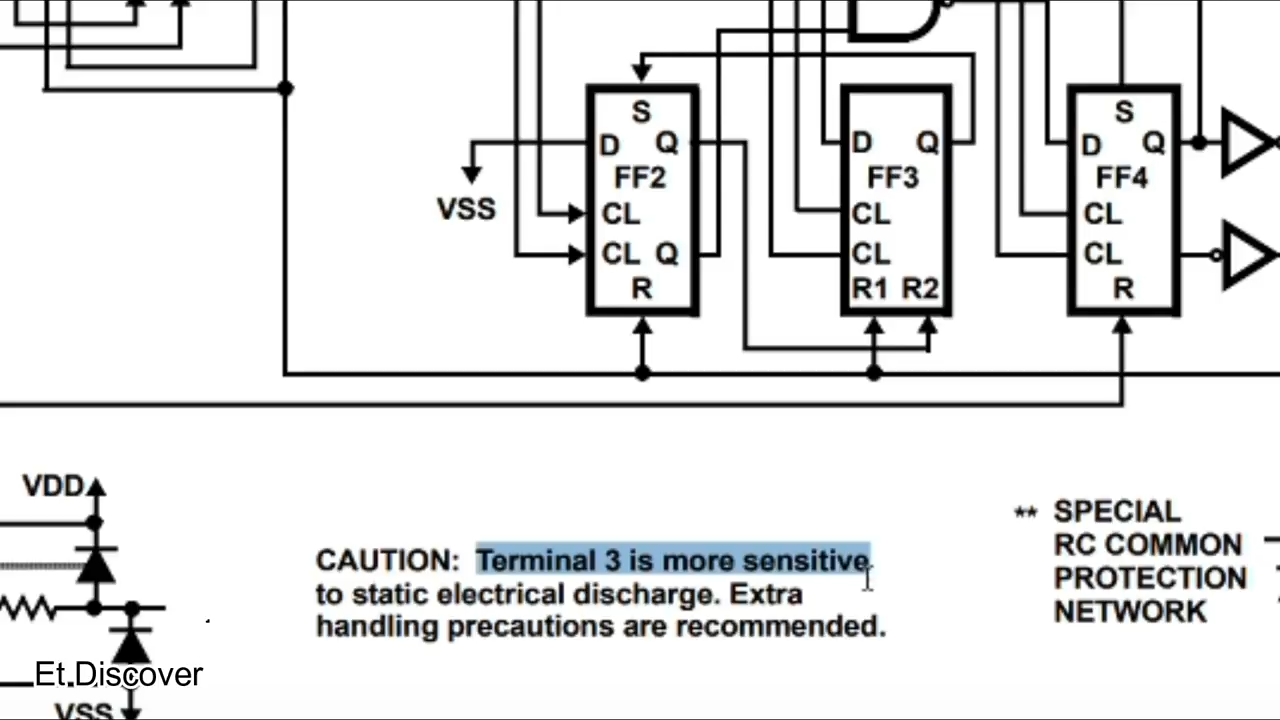 S
D Q
FF2
CL
CL Q
R
VSS
D Q
FF3
CL
CL
R1 R2
S
D Q
FF4
CL
CL
R
VDD
VSS
CAUTION: Terminal 3 is more sensitive
to static electrical discharge. Extra
handling precautions are recommended.
** SPECIAL
RC COMMON
PROTECTION
NETWORK
Et.Discover